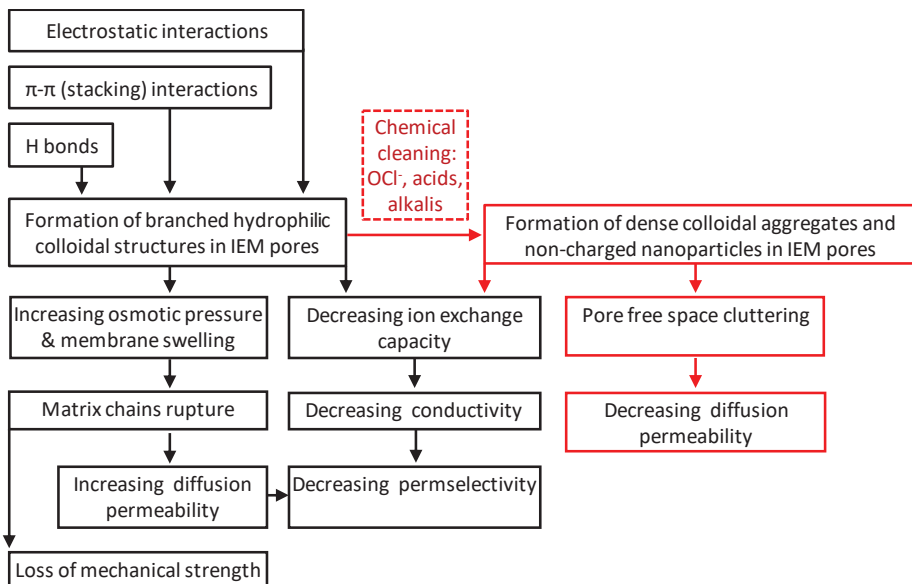 Electrostatic interactions
π-π (stacking) interactions
H bonds
Chemical
cleaning:
OCl⁻, acids,
alkalis
Formation of branched hydrophilic
colloidal structures in IEM pores
Formation of dense colloidal aggregates and
non-charged nanoparticles in IEM pores
Increasing osmotic pressure
& membrane swelling
Decreasing ion exchange
capacity
Pore free space cluttering
Matrix chains rupture
Decreasing conductivity
Decreasing diffusion
permeability
Increasing diffusion
permeability
Decreasing permselectivity
Loss of mechanical strength